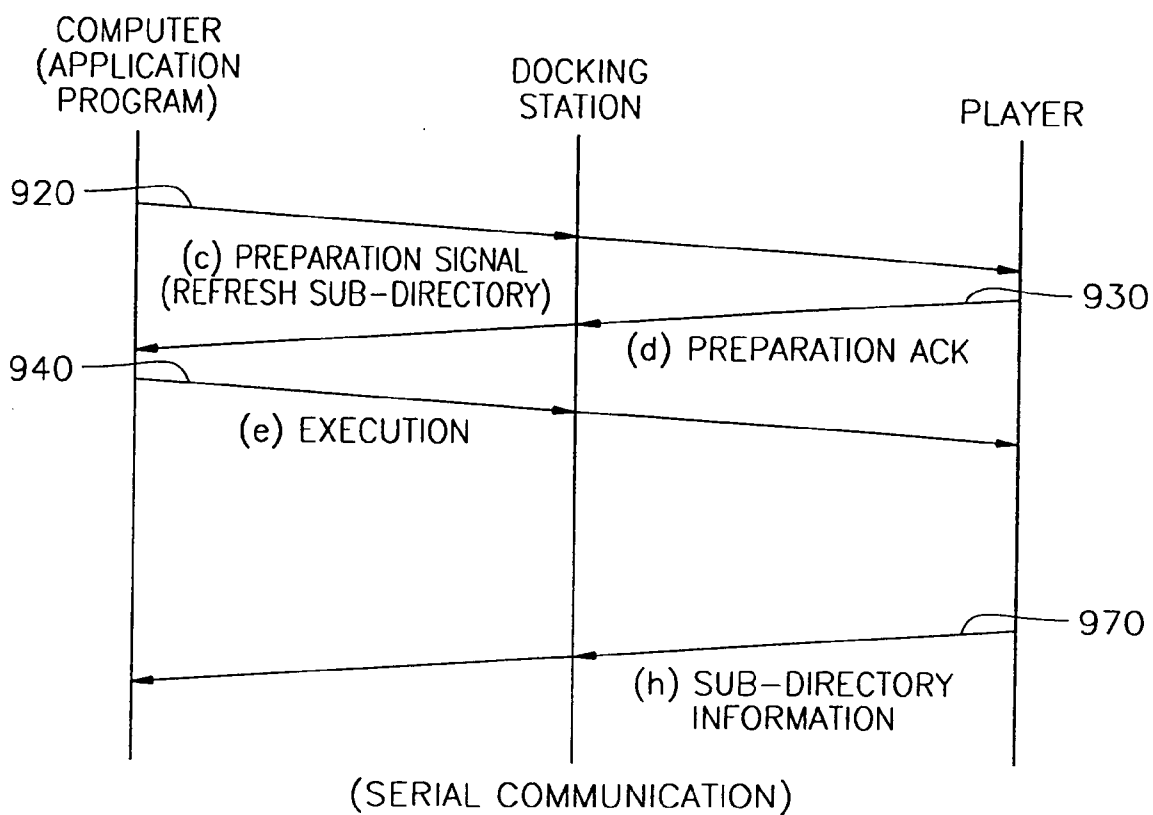 COMPUTER
(APPLICATION
PROGRAM)
DOCKING
STATION
PLAYER
920
(c) PREPARATION SIGNAL
(REFRESH SUB-DIRECTORY)
930
(d) PREPARATION ACK
940
(e) EXECUTION
970
(h) SUB-DIRECTORY
INFORMATION
(SERIAL COMMUNICATION)